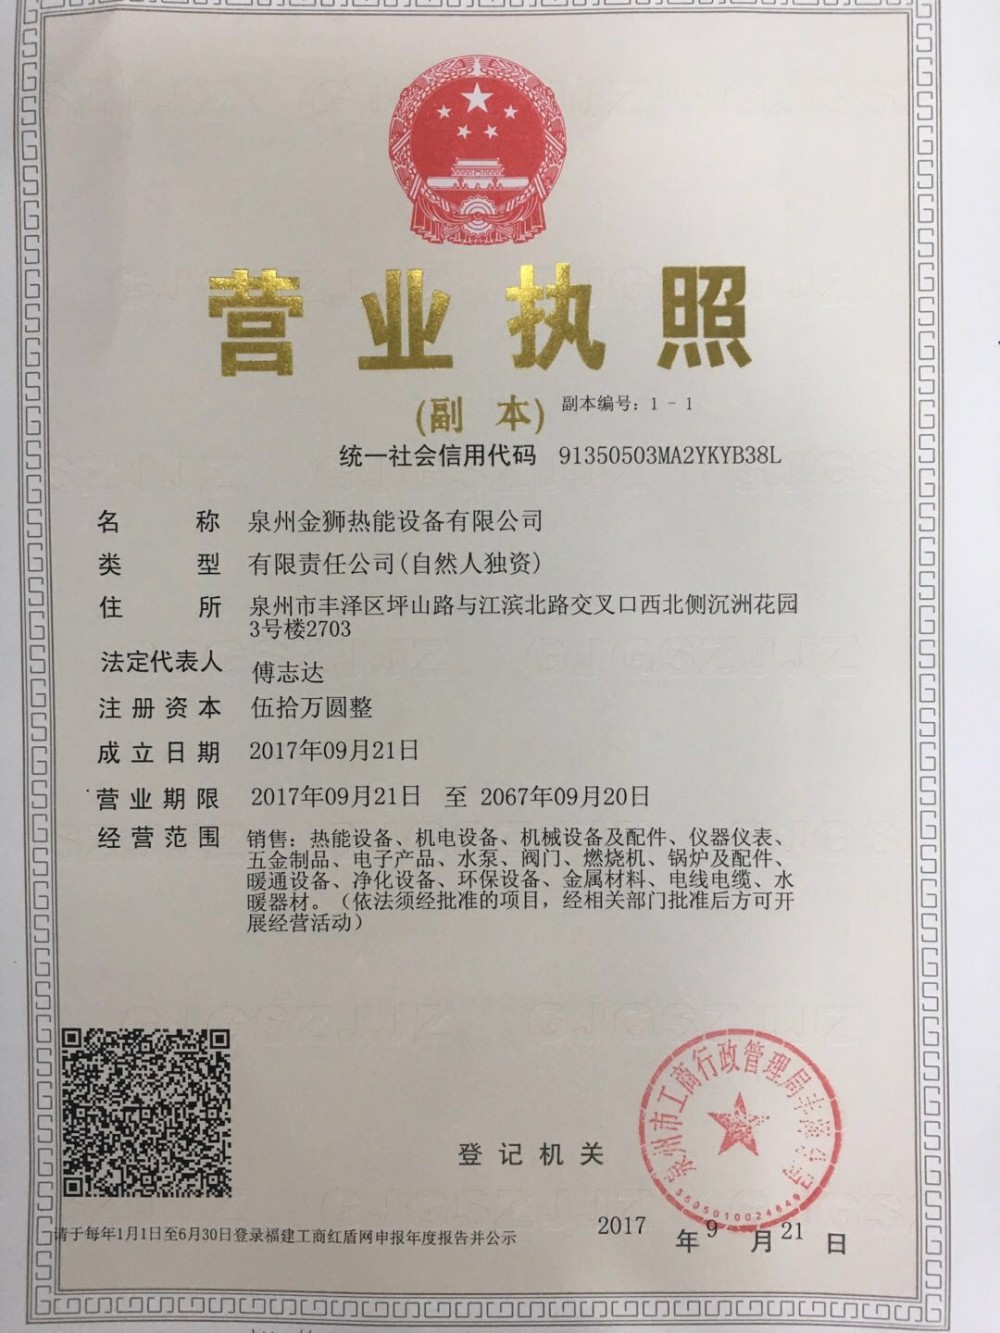 营业执照
(副 本) 副本编号：1-1
统一社会信用代码 91350503MA2YKYB38L
名 称 泉州金狮热能设备有限公司
类 型 有限责任公司(自然人独资)
住 所 泉州市丰泽区坪山路与江滨北路交叉口西北侧沉洲花园
3号楼2703
法定代表人 傅志达
注册资本 伍拾万圆整
成立日期 2017年09月21日
营业期限 2017年09月21日 至 2067年09月20日
经营范围 销售：热能设备、机电设备、机械设备及配件、仪器仪表、
五金制品、电子产品、水泵、阀门、燃烧机、锅炉及配件、
暖通设备、净化设备、环保设备、金属材料、电线电缆、水
暖器材。（依法须经批准的项目，经相关部门批准后方可开
展经营活动）
泉州市工商行政管理局丰泽分局
登记机关
2017年9月21日
请于每年1月1日至6月30日登录福建工商红盾网申报年度报告并公示